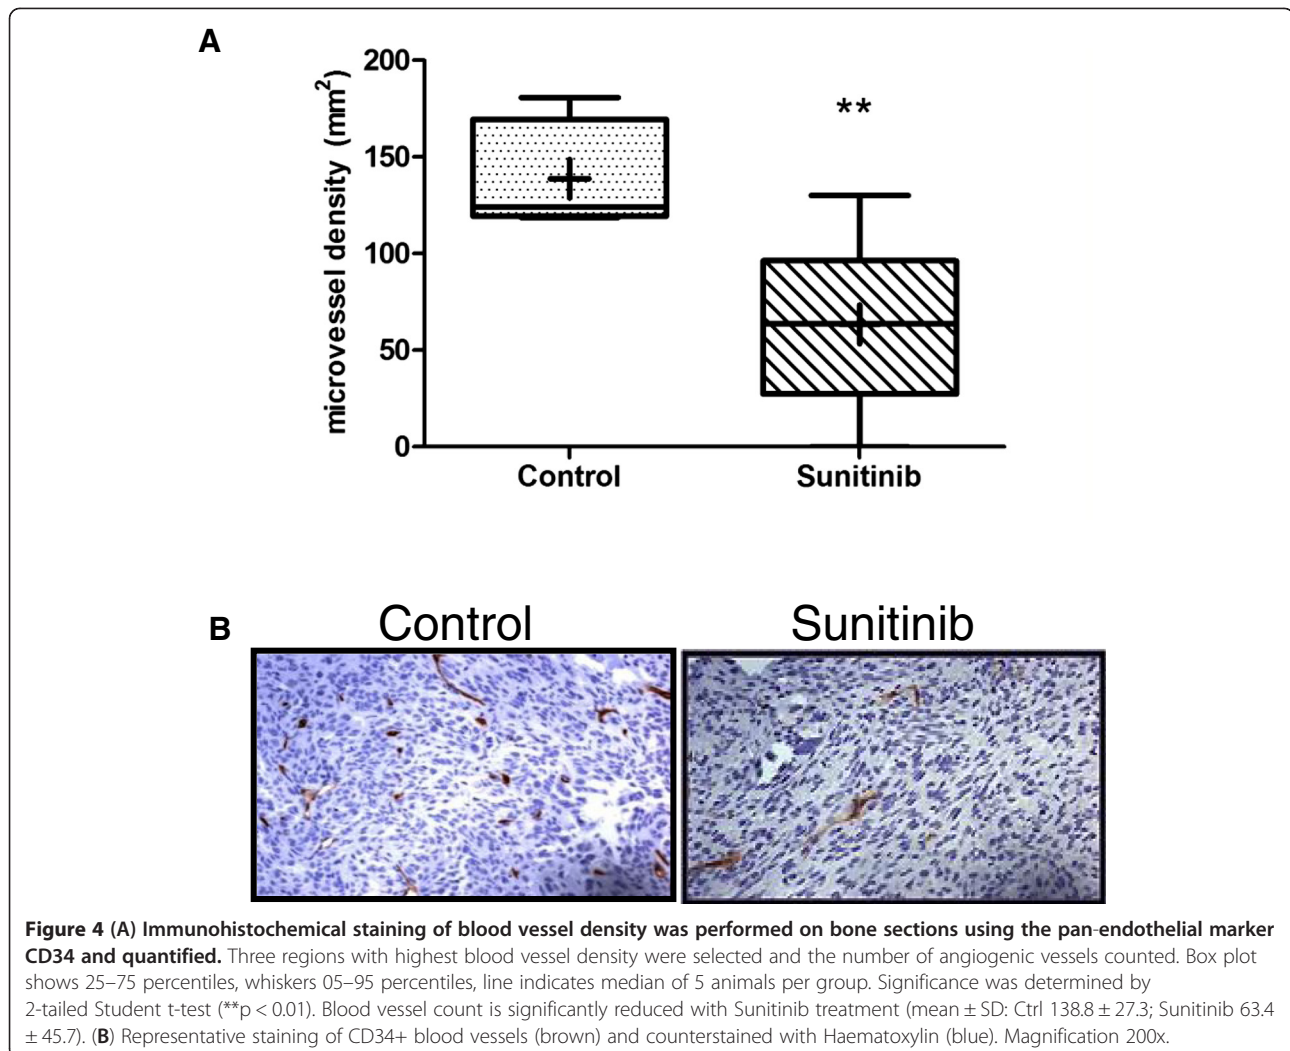 A
200
150
100
50
0
microvessel density (mm²)
**
Control
Sunitinib
B
Control
Sunitinib
Figure 4 (A) Immunohistochemical staining of blood vessel density was performed on bone sections using the pan-endothelial marker
CD34 and quantified. Three regions with highest blood vessel density were selected and the number of angiogenic vessels counted. Box plot
shows 25–75 percentiles, whiskers 05–95 percentiles, line indicates median of 5 animals per group. Significance was determined by
2-tailed Student t-test (**p < 0.01). Blood vessel count is significantly reduced with Sunitinib treatment (mean ± SD: Ctrl 138.8 ± 27.3; Sunitinib 63.4
± 45.7). (B) Representative staining of CD34+ blood vessels (brown) and counterstained with Haematoxylin (blue). Magnification 200x.